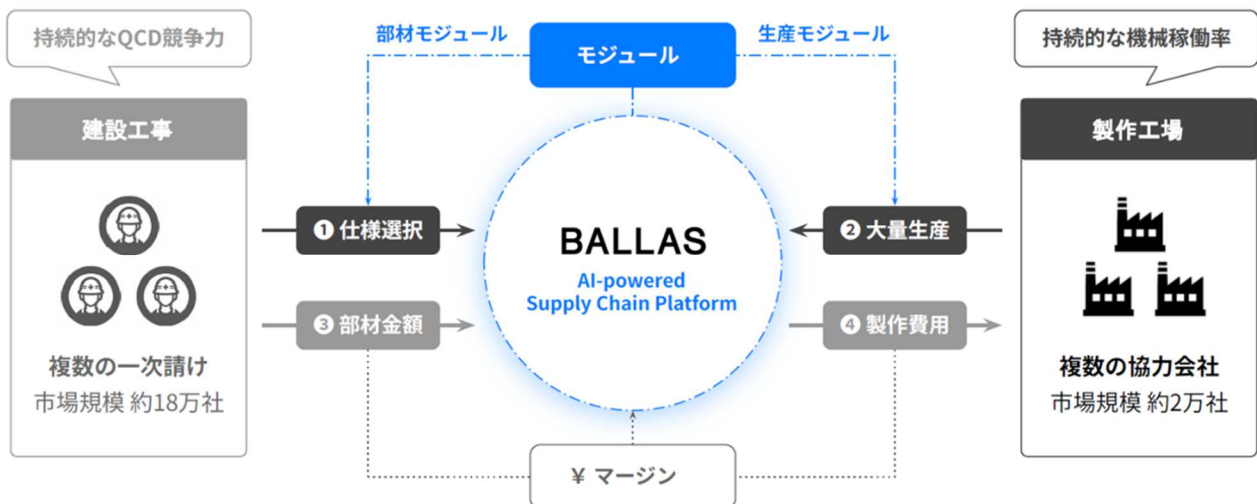 持続的なQCD競争力
部材モジュール
モジュール
生産モジュール
持続的な機械稼働率
建設工事
製作工場
❶ 仕様選択
❷ 大量生産
BALLAS
AI-powered
Supply Chain Platform
❸ 部材金額
❹ 製作費用
複数の一次請け
市場規模 約18万社
複数の協力会社
市場規模 約2万社
¥ マージン